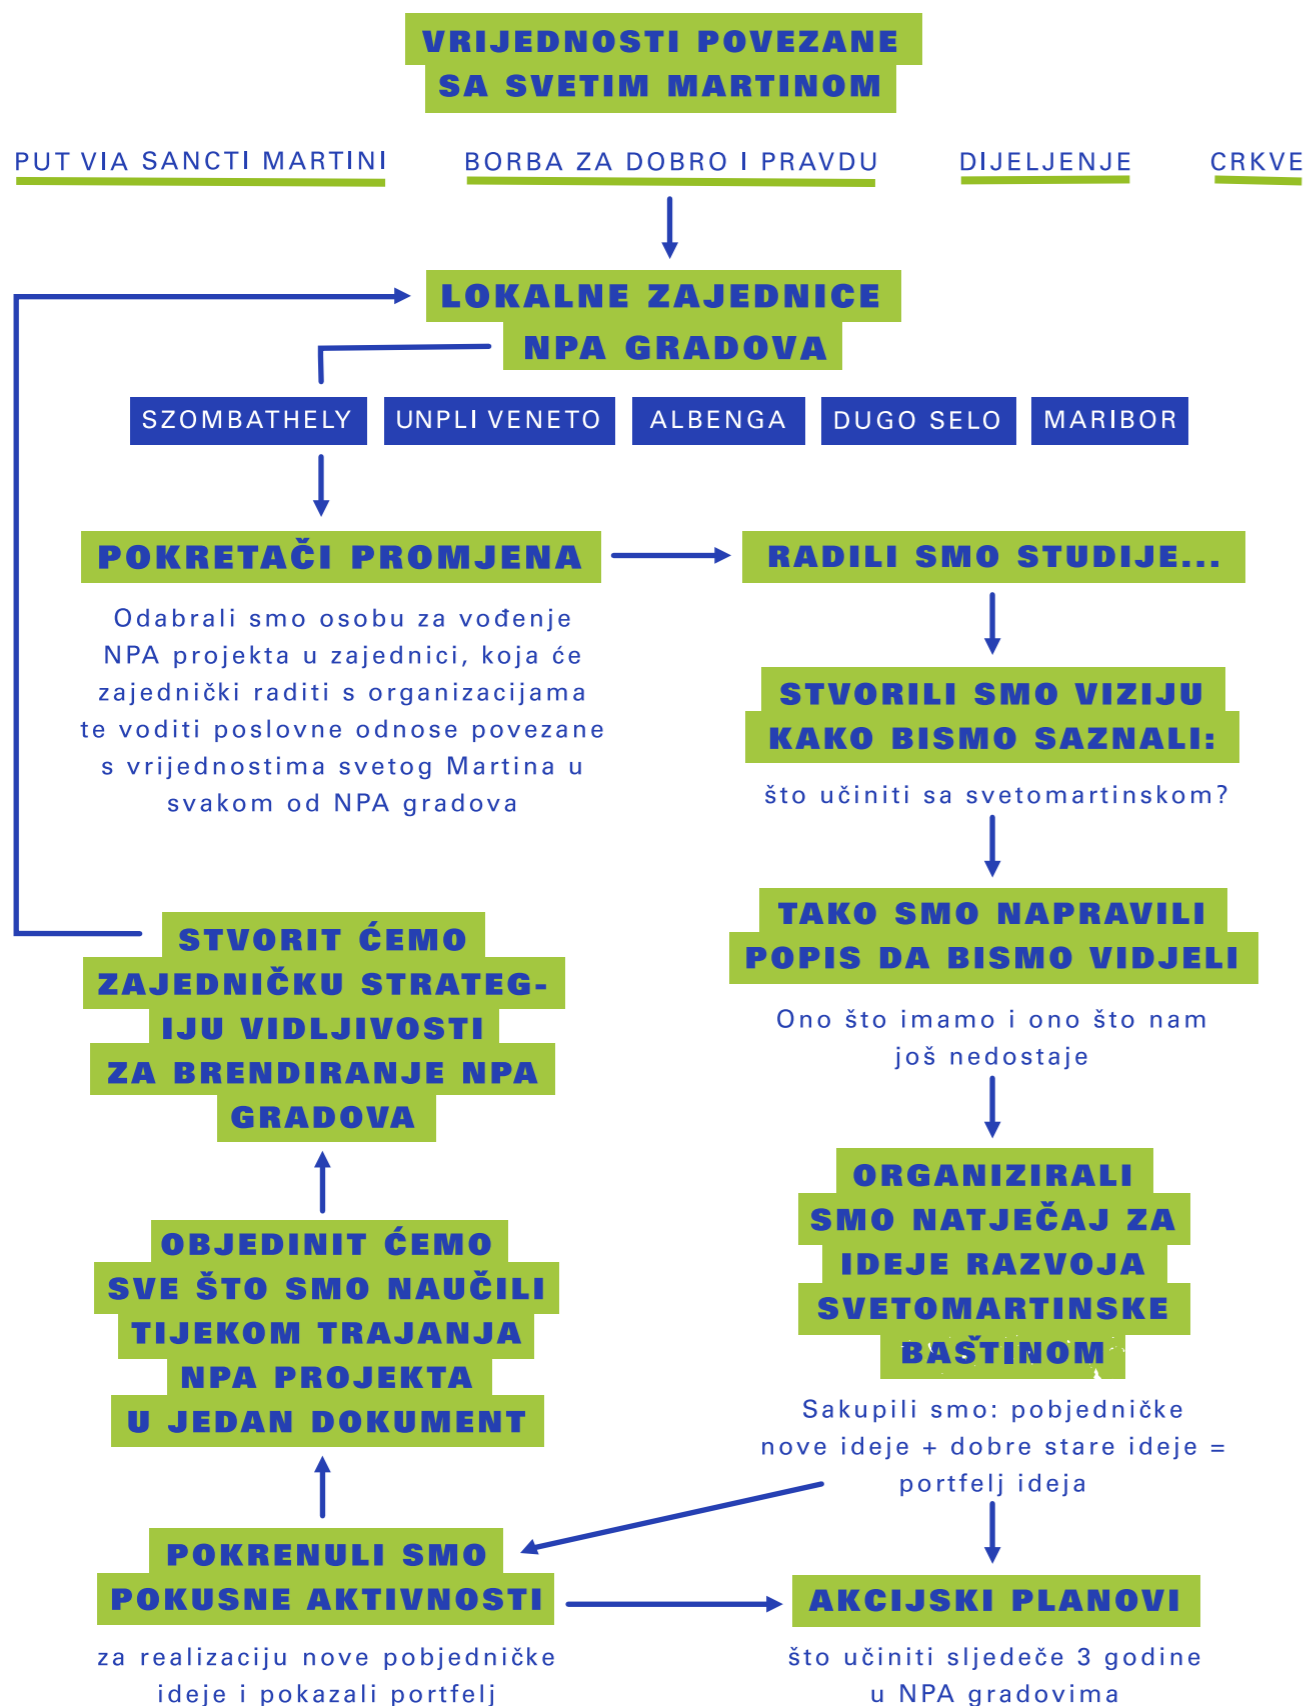 VRIJEDNOSTI POVEZANE
SA SVETIM MARTINOM
PUT VIA SANCTI MARTINI
BORBA ZA DOBRO I PRAVDU
DIJELJENJE
CRKVE
LOKALNE ZAJEDNICE
NPA GRADOVA
SZOMBATHELY
UNPLI VENETO
ALBENGA
DUGO SELO
MARIBOR
POKRETAČI PROMJENA
Odabrali smo osobu za vođenje
NPA projekta u zajednici, koja će
zajednički raditi s organizacijama
te voditi poslovne odnose povezane
s vrijednostima svetog Martina u
svakom od NPA gradova
RADILI SMO STUDIJE...
STVORILI SMO VIZIJU
KAKO BISMO SAZNALI:
što učiniti sa svetomartinskom?
TAKO SMO NAPRAVILI
POPIS DA BISMO VIDJELI
Ono što imamo i ono što nam
još nedostaje
ORGANIZIRALI
SMO NATJEČAJ ZA
IDEJE RAZVOJA
SVETOMARTINSKE
BAŠTINOM
Sakupili smo: pobjedničke
nove ideje + dobre stare ideje =
portfelj ideja
AKCIJSKI PLANOVI
što učiniti sljedeče 3 godine
u NPA gradovima
POKRENULI SMO
POKUSNE AKTIVNOSTI
za realizaciju nove pobjedničke
ideje i pokazali portfelj
OBJEDINIT ĆEMO
SVE ŠTO SMO NAUČILI
TIJEKOM TRAJANJA
NPA PROJEKTA
U JEDAN DOKUMENT
STVORIT ĆEMO
ZAJEDNIČKU STRATEG-
IJU VIDLJIVOSTI
ZA BRENDIRANJE NPA
GRADOVA